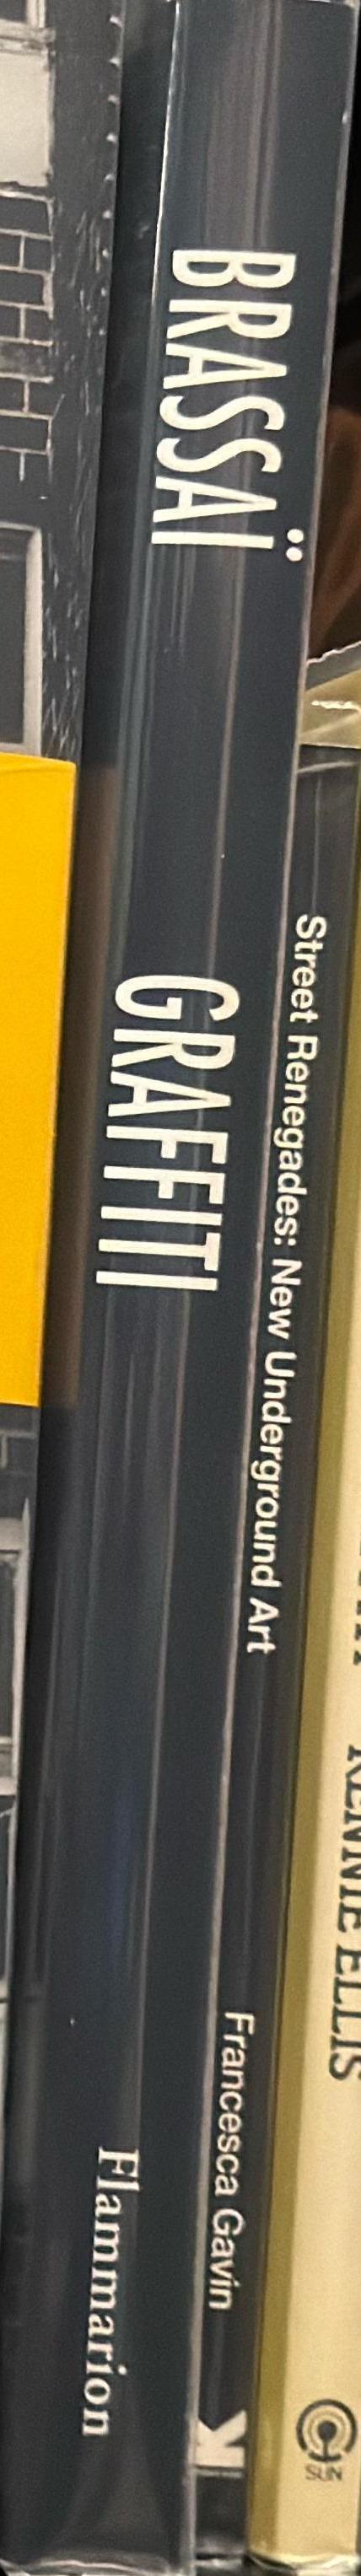 BRASSAÏ GRAFFITI Flammarion
Street Renegades: New Underground Art Francesca Gavin
RENNIE ELLIS SUN